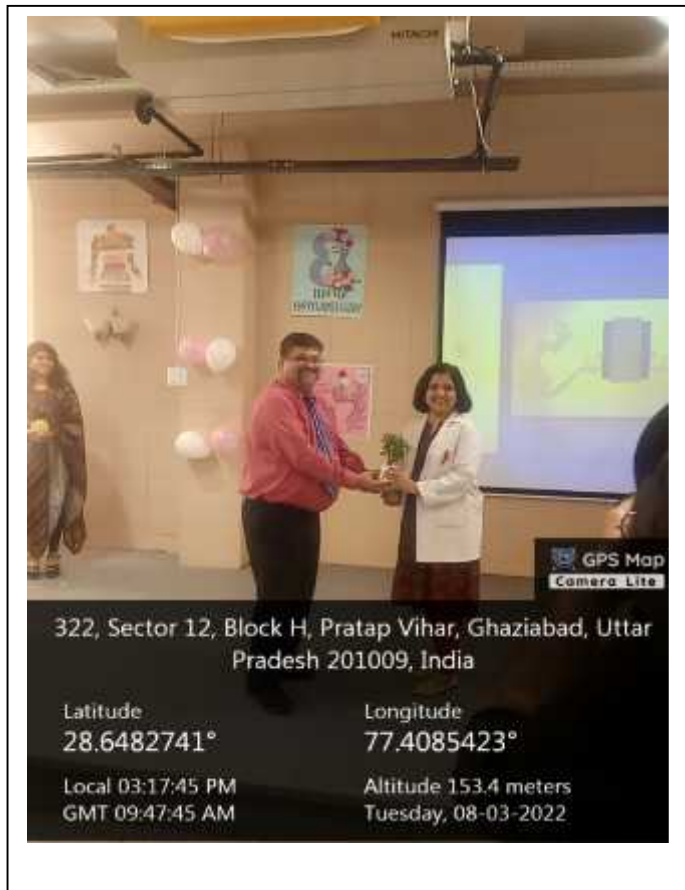 HITACHI
GPS Map
Camera Lite
322, Sector 12, Block H, Pratap Vihar, Ghaziabad, Uttar
Pradesh 201009, India
Latitude
28.6482741°
Longitude
77.4085423°
Local 03:17:45 PM
GMT 09:47:45 AM
Altitude 153.4 meters
Tuesday, 08-03-2022